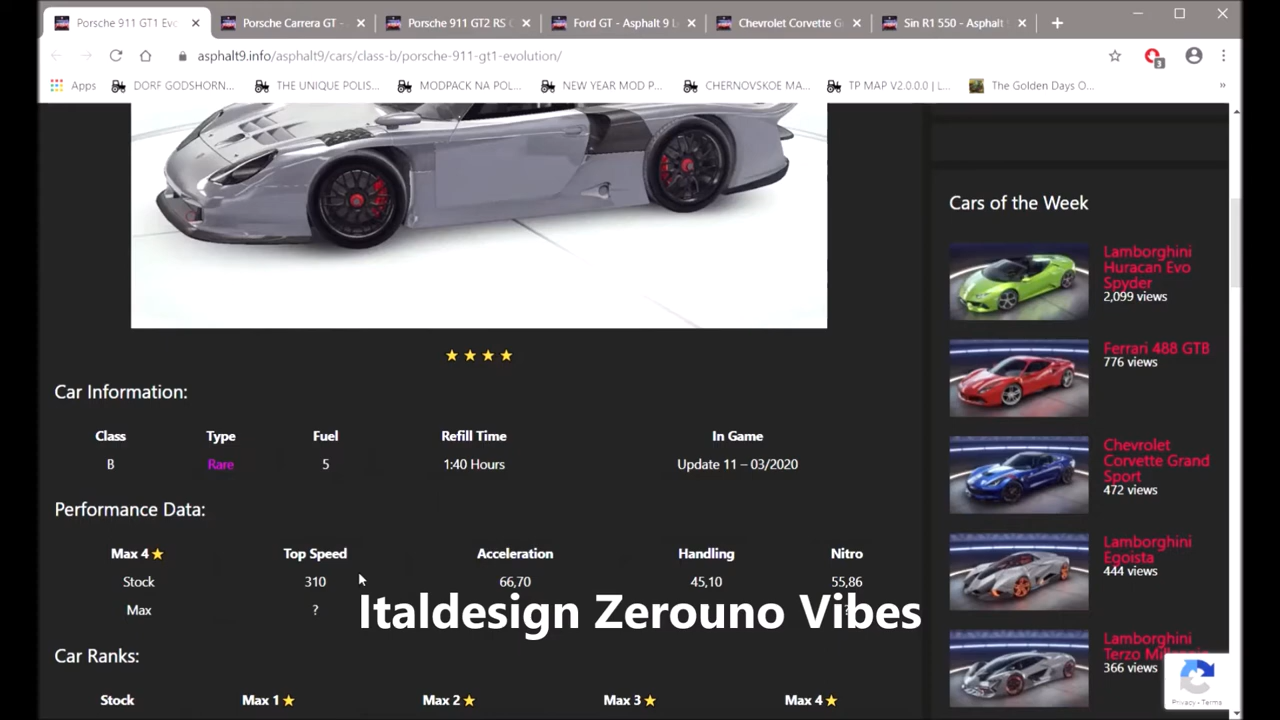 Porsche 911 GT1 Evo
Porsche Carrera GT -
Porsche 911 GT2 RS
Ford GT - Asphalt 9 L
Chevrolet Corvette G
Sin R1 550 - Asphalt
asphalt9.info/asphalt9/cars/class-b/porsche-911-gt1-evolution/
3
Apps
DORF GODSHORN...
THE UNIQUE POLIS...
MODPACK NA POL...
NEW YEAR MOD P...
CHERNOVSKOE MA...
TP MAP V2.0.0.0 | L...
The Golden Days O...
»
Cars of the Week
Lamborghini
Huracan Evo
Spyder
2,099 views
Ferrari 488 GTB
776 views
Chevrolet
Corvette Grand
Sport
472 views
Lamborghini
Egoista
444 views
Lamborghini
Terzo
366 views
Car Information:
Class Type Fuel Refill Time In Game
B Rare 5 1:40 Hours Update 11 – 03/2020
Performance Data:
Max 4 Top Speed Acceleration Handling Nitro
Stock 310 66,70 45,10 55,86
Max ?
Italdesign Zerouno Vibes
Car Ranks:
Stock Max 1 Max 2 Max 3 Max 4
Privacy - Terms